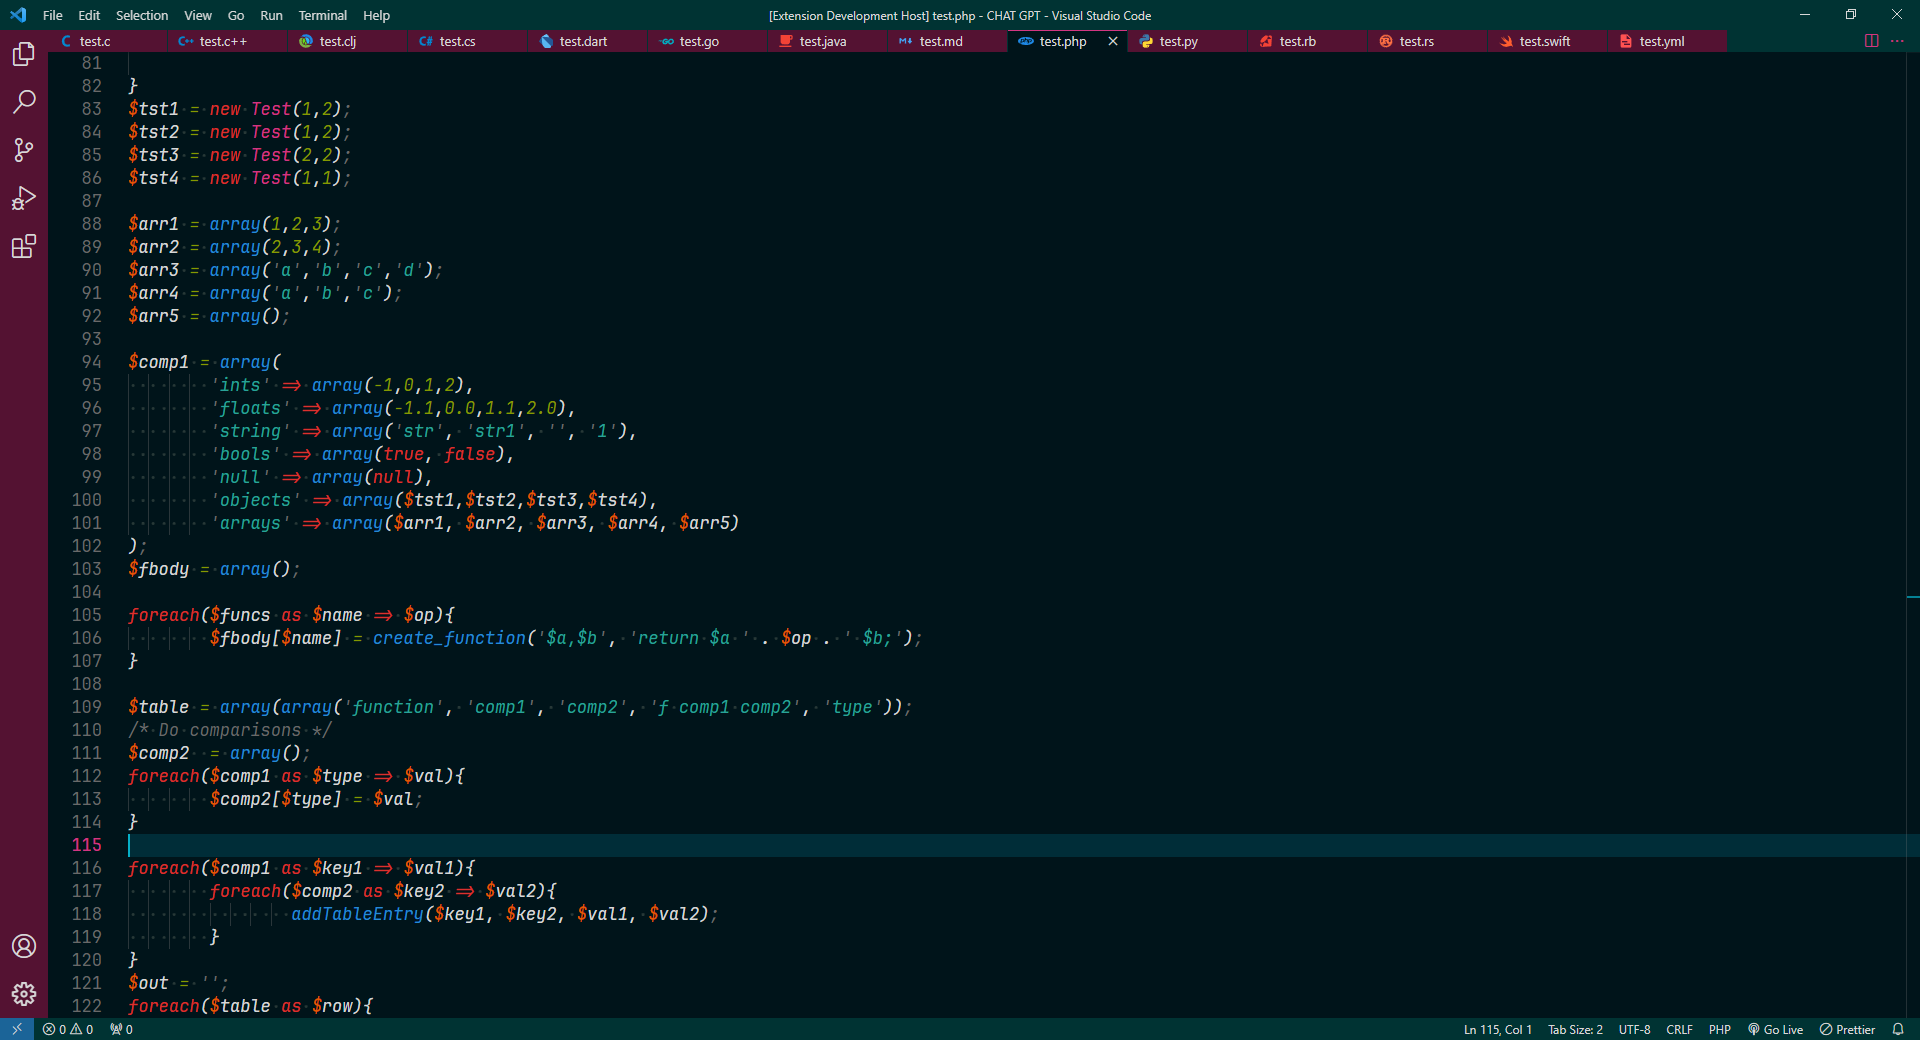 File Edit Selection View Go Run Terminal Help [Extension Development Host] test.php - CHAT GPT - Visual Studio Code
test.c test.c++ test.clj test.cs test.dart test.go test.java test.md test.php test.py test.rb test.rs test.swift test.yml
81
82 }
83 $tst1 = new Test(1,2);
84 $tst2 = new Test(1,2);
85 $tst3 = new Test(2,2);
86 $tst4 = new Test(1,1);
87
88 $arr1 = array(1,2,3);
89 $arr2 = array(2,3,4);
90 $arr3 = array('a','b','c','d');
91 $arr4 = array('a','b','c');
92 $arr5 = array();
93
94 $comp1 = array(
95 'ints' => array(-1,0,1,2),
96 'floats' => array(-1.1,0.0,1.1,2.0),
97 'string' => array('str', 'str1', '', '1'),
98 'bools' => array(true, false),
99 'null' => array(null),
100 'objects' => array($tst1,$tst2,$tst3,$tst4),
101 'arrays' => array($arr1, $arr2, $arr3, $arr4, $arr5)
102 );
103 $fbody = array();
104
105 foreach($funcs as $name => $op){
106 $fbody[$name] = create_function('$a,$b', 'return $a ' . $op . ' $b;');
107 }
108
109 $table = array(array('function', 'comp1', 'comp2', 'f comp1 comp2', 'type'));
110 /* Do comparisons */
111 $comp2  = array();
112 foreach($comp1 as $type => $val){
113 $comp2[$type] = $val;
114 }
115
116 foreach($comp1 as $key1 => $val1){
117 foreach($comp2 as $key2 => $val2){
118 addTableEntry($key1, $key2, $val1, $val2);
119 }
120 }
121 $out = '';
122 foreach($table as $row){
0 0 0 Ln 115, Col 1 Tab Size: 2 UTF-8 CRLF PHP Go Live Prettier